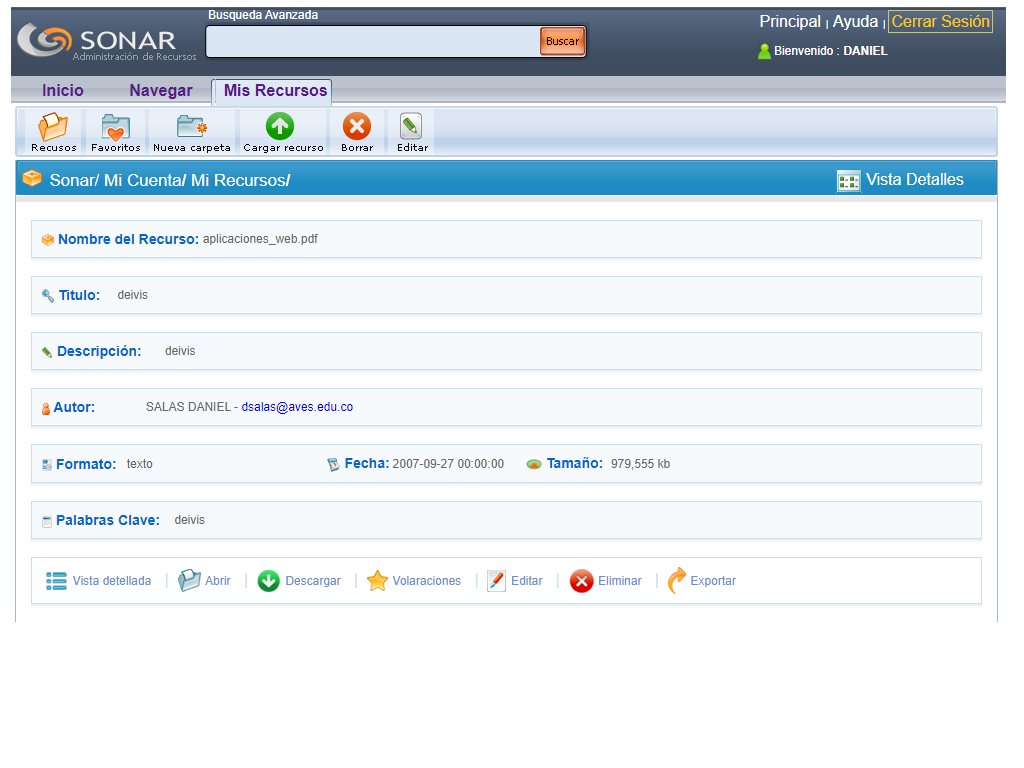 Busqueda Avanzada
SONAR
Administración de Recursos
Buscar
Principal | Ayuda | Cerrar Sesión
Bienvenido : DANIEL
Inicio Navegar Mis Recursos
Recusos Favoritos Nueva carpeta Cargar recurso Borrar Editar
Sonar/ Mi Cuenta/ Mi Recursos/ Vista Detalles
Nombre del Recurso: aplicaciones_web.pdf
Titulo: deivis
Descripción: deivis
Autor: SALAS DANIEL - dsalas@aves.edu.co
Formato: texto Fecha: 2007-09-27 00:00:00 Tamaño: 979,555 kb
Palabras Clave: deivis
Vista detellada | Abrir | Descargar | Volaraciones | Editar | Eliminar | Exportar